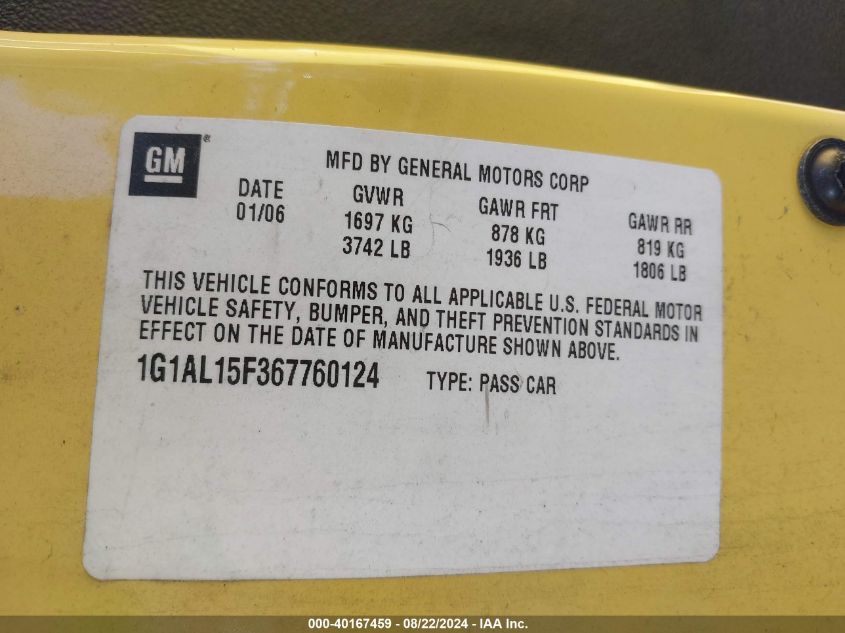 GM ®
MFD BY GENERAL MOTORS CORP
DATE GVWR GAWR FRT GAWR RR
01/06 1697 KG 878 KG 819 KG
3742 LB 1936 LB 1806 LB
THIS VEHICLE CONFORMS TO ALL APPLICABLE U.S. FEDERAL MOTOR
VEHICLE SAFETY, BUMPER, AND THEFT PREVENTION STANDARDS IN
EFFECT ON THE DATE OF MANUFACTURE SHOWN ABOVE.
1G1AL15F367760124 TYPE: PASS CAR
000-40167459 - 08/22/2024 - IAA Inc.